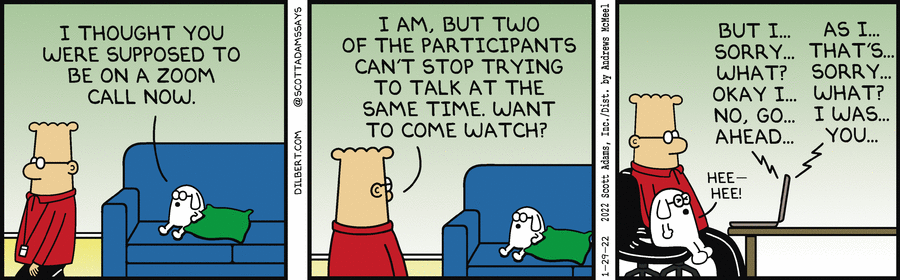 I THOUGHT YOU
WERE SUPPOSED TO
BE ON A ZOOM
CALL NOW.
DILBERT.COM @SCOTTADAMSSAYS
I AM, BUT TWO
OF THE PARTICIPANTS
CAN'T STOP TRYING
TO TALK AT THE
SAME TIME. WANT
TO COME WATCH?
1-29-22 2022 Scott Adams, Inc./Dist. by Andrews McMeel
BUT I...
SORRY...
WHAT?
OKAY I...
NO, GO...
AHEAD...
AS I...
THAT'S...
SORRY...
WHAT?
I WAS...
YOU...
HEE–
HEE!